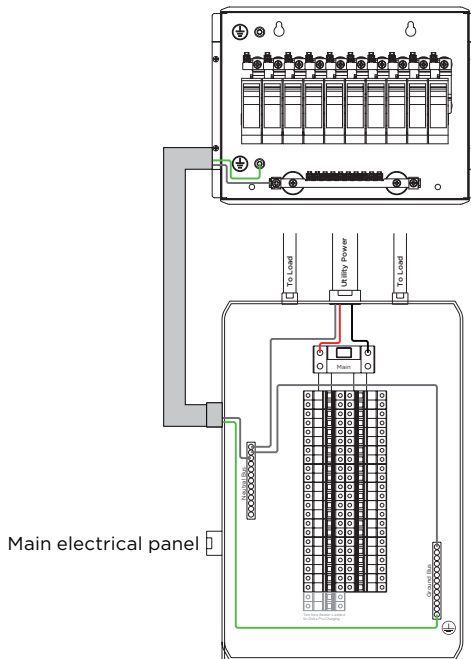 To Load
Utility Power
To Load
Main
Neutral Bus
Main electrical panel
Ground Bus